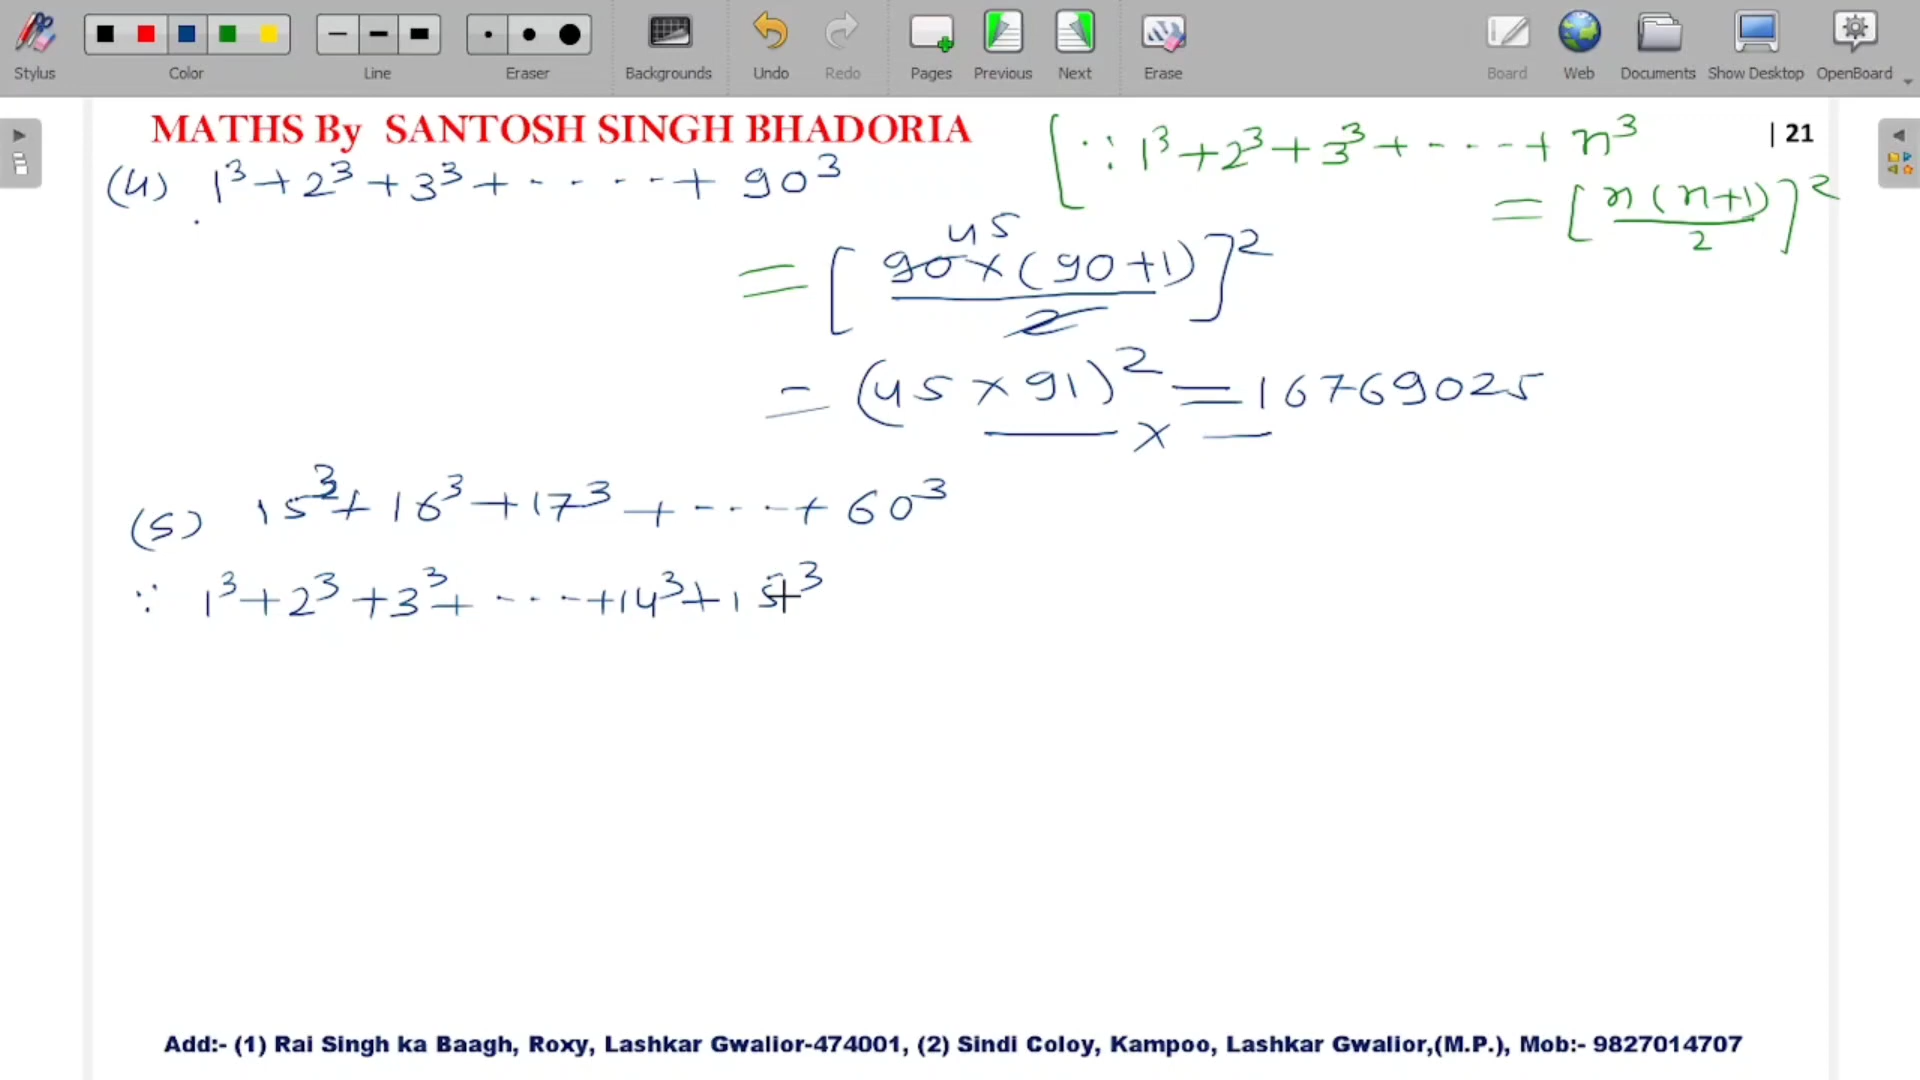 Stylus Color Line Eraser Backgrounds Undo Redo Pages Previous Next Erase Board Web Documents Show Desktop OpenBoard
MATHS By SANTOSH SINGH BHADORIA
| 21
[∵ 1³+2³+3³+----+ n³
= [n(n+1)/2]²
(4) 1³+2³+3³+-----+ 90³
45
= [90×(90+1)/2]²
= (45×91)² = 16769025
— × —
(5) 15³+16³+17³+----+60³
∵ 1³+2³+3³+----+14³+15³
Add:- (1) Rai Singh ka Baagh, Roxy, Lashkar Gwalior-474001, (2) Sindi Coloy, Kampoo, Lashkar Gwalior,(M.P.), Mob:- 9827014707